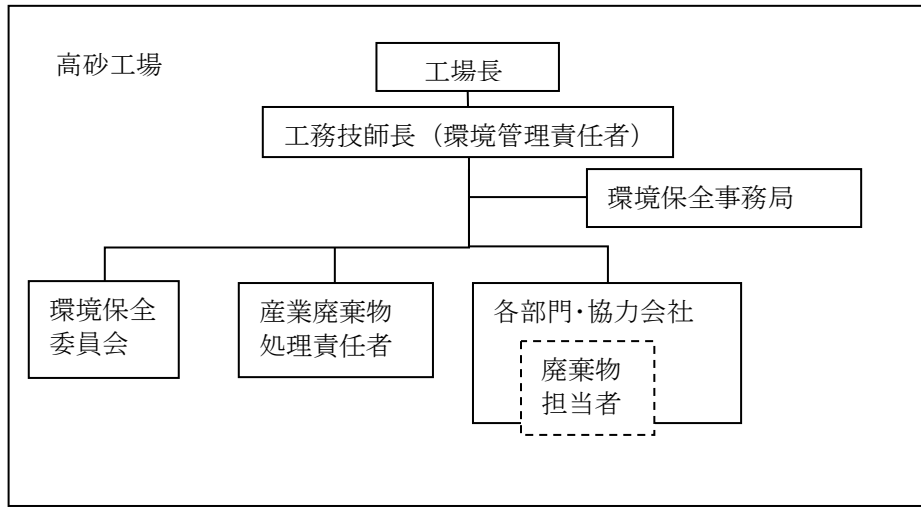 高砂工場
工場長
工務技師長（環境管理責任者）
環境保全事務局
環境保全
委員会
産業廃棄物
処理責任者
各部門･協力会社
廃棄物
担当者